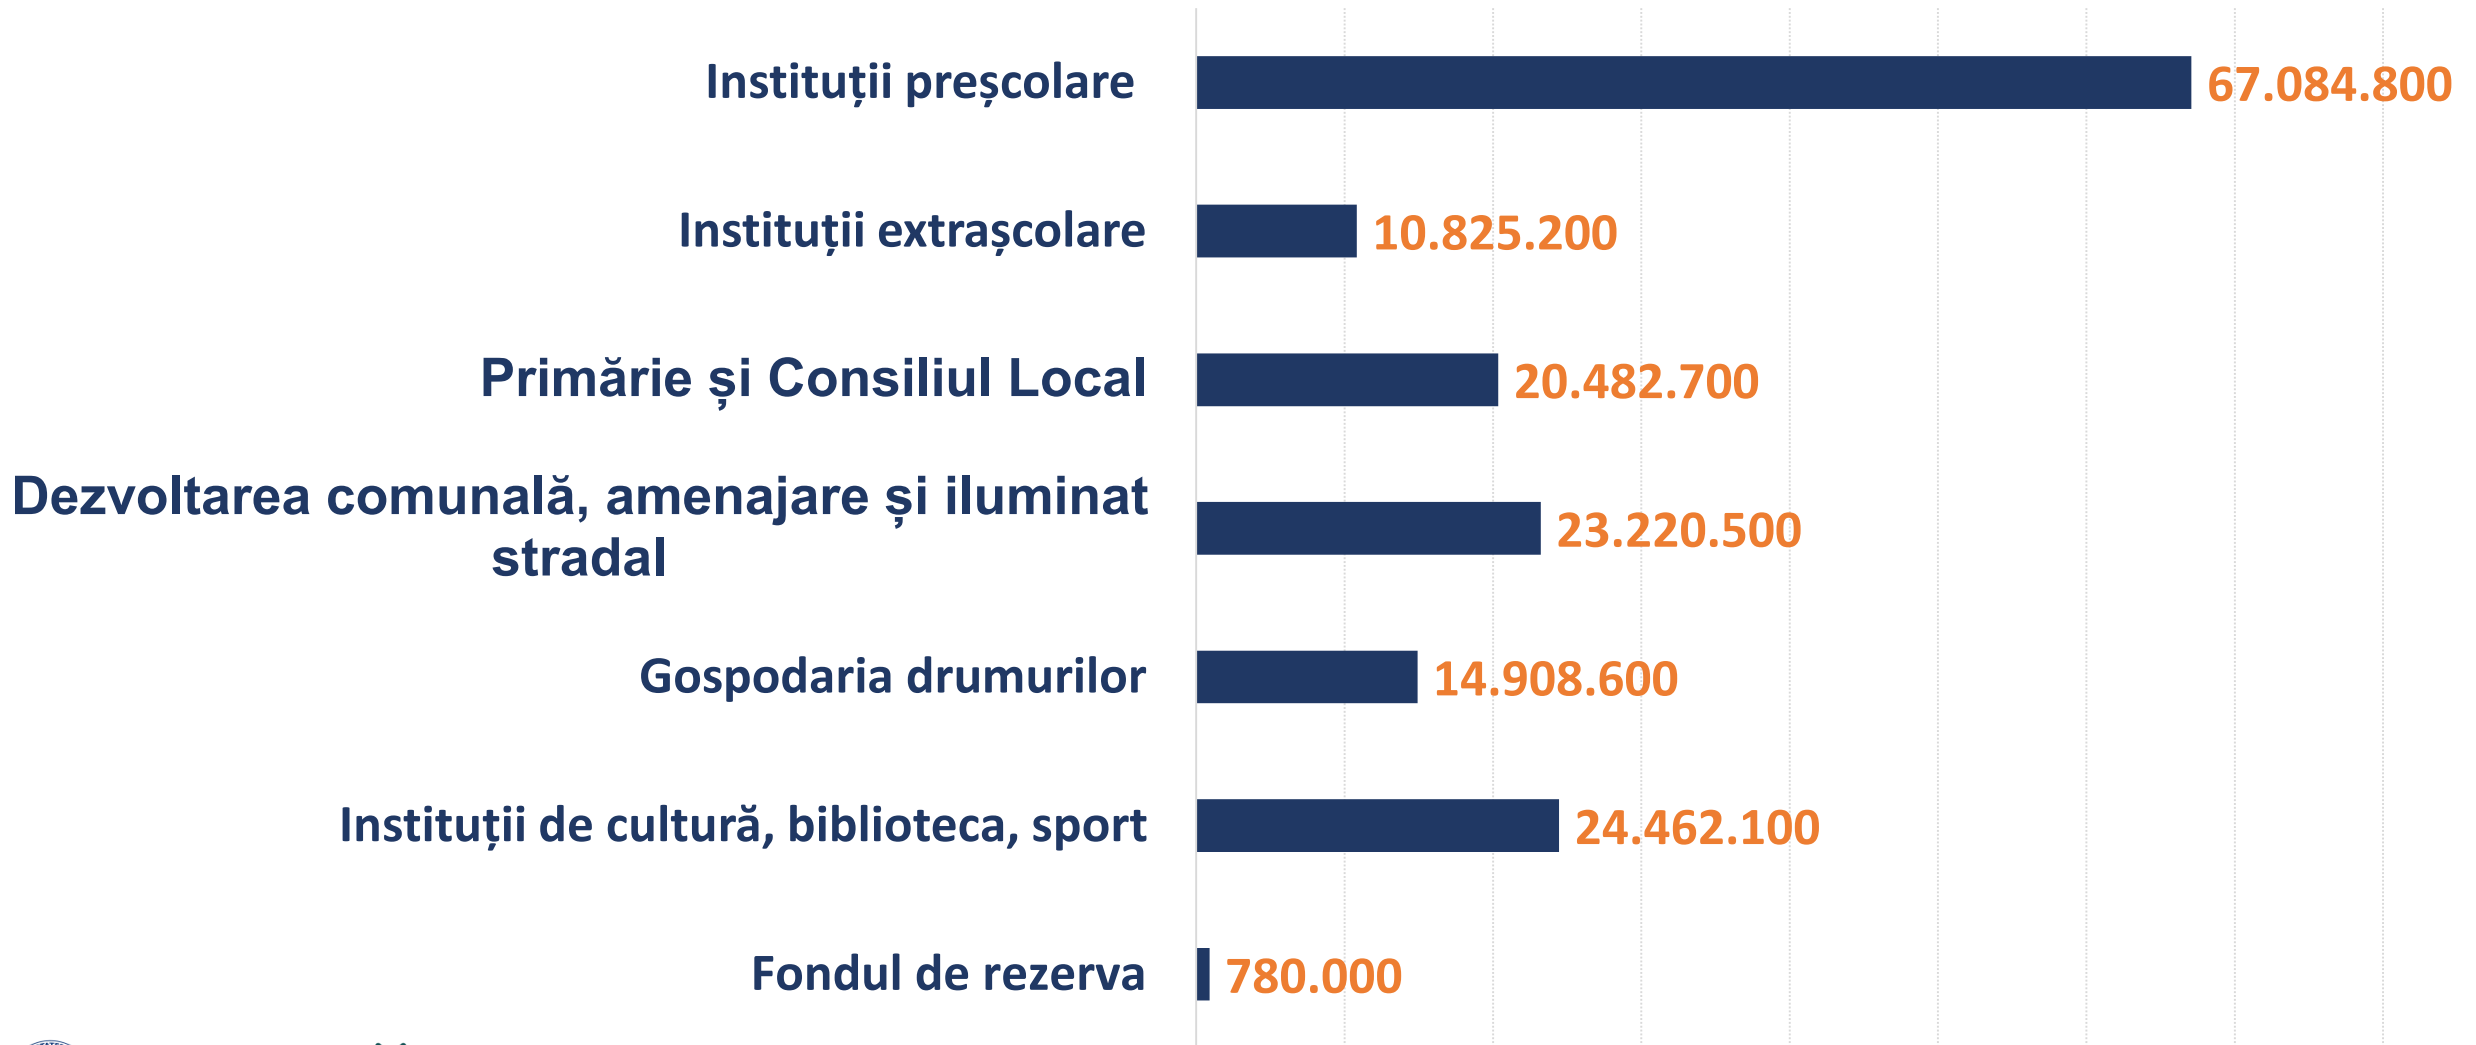 Instituții preșcolare 67.084.800
Instituții extrașcolare 10.825.200
Primărie și Consiliul Local 20.482.700
Dezvoltarea comunală, amenajare și iluminat
stradal 23.220.500
Gospodaria drumurilor 14.908.600
Instituții de cultură, biblioteca, sport 24.462.100
Fondul de rezerva 780.000